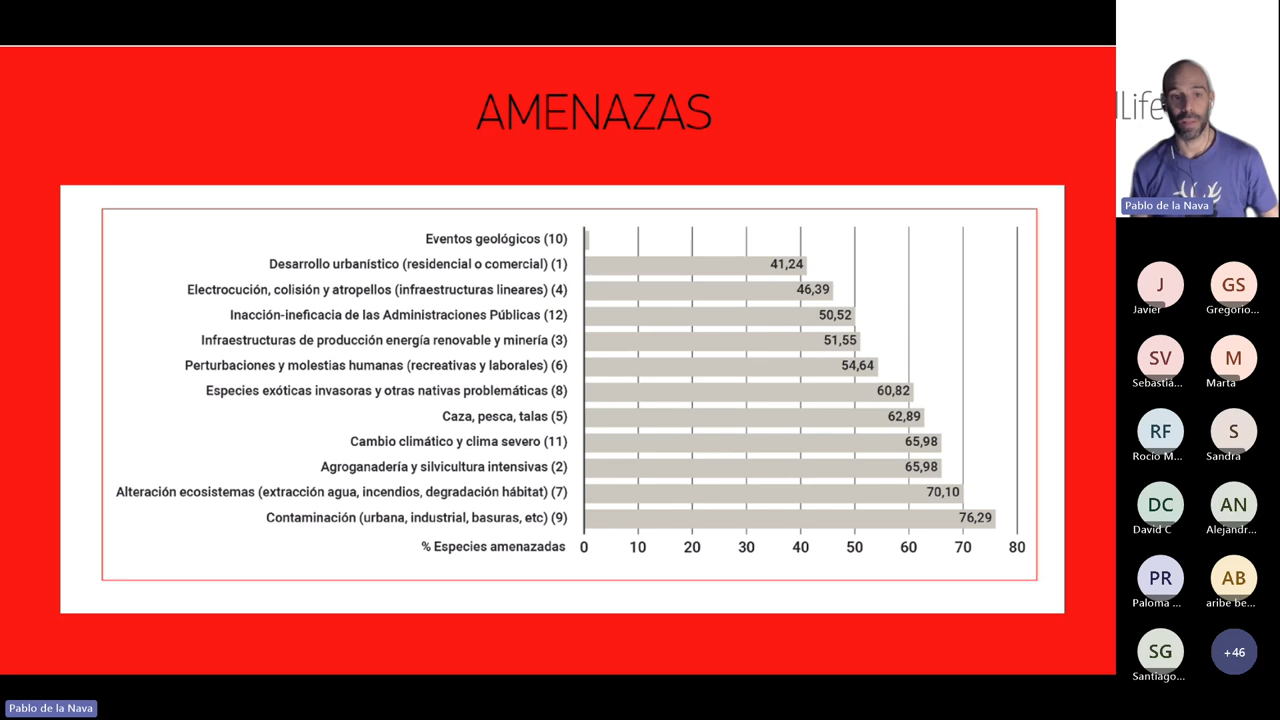 AMENAZAS
Eventos geológicos (10)
Desarrollo urbanístico (residencial o comercial) (1) 41,24
Electrocución, colisión y atropellos (infraestructuras lineares) (4) 46,39
Inacción-ineficacia de las Administraciones Públicas (12) 50,52
Infraestructuras de producción energía renovable y minería (3) 51,55
Perturbaciones y molestias humanas (recreativas y laborales) (6) 54,64
Especies exóticas invasoras y otras nativas problemáticas (8) 60,82
Caza, pesca, talas (5) 62,89
Cambio climático y clima severo (11) 65,98
Agroganadería y silvicultura intensivas (2) 65,98
Alteración ecosistemas (extracción agua, incendios, degradación hábitat) (7) 70,10
Contaminación (urbana, industrial, basuras, etc) (9) 76,29
% Especies amenazadas 0 10 20 30 40 50 60 70 80
Life
Pablo de la Nava
J GS
Javier Gregorio...
SV M
Sebastiá... Marta
RF S
Rocío M... Sandra
DC AN
David C Alejandr...
PR AB
Paloma ... aribe be...
SG +46
Santiago...
Pablo de la Nava